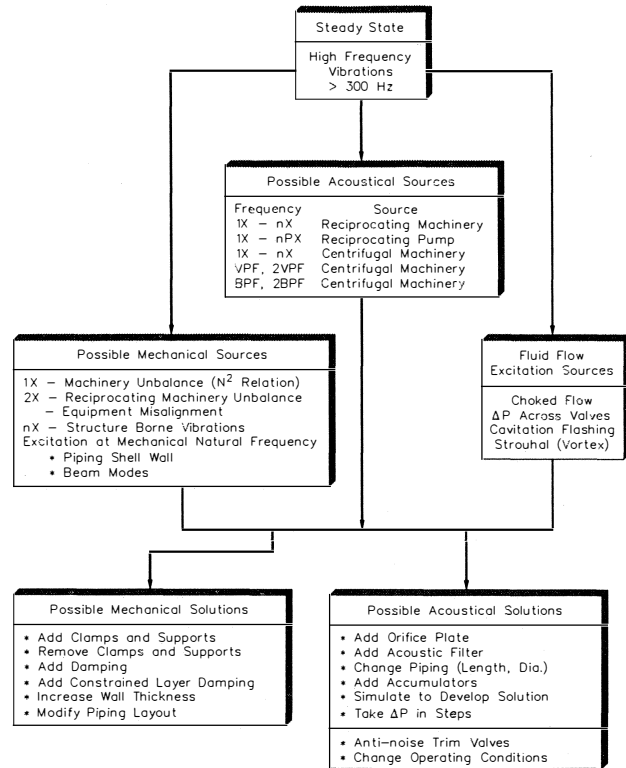 Steady State
High Frequency
Vibrations
> 300 Hz
Possible Acoustical Sources
Frequency Source
1X – nX Reciprocating Machinery
1X – nPX Reciprocating Pump
1X – nX Centrifugal Machinery
VPF, 2VPF Centrifugal Machinery
BPF, 2BPF Centrifugal Machinery
Possible Mechanical Sources
1X – Machinery Unbalance (N² Relation)
2X – Reciprocating Machinery Unbalance
– Equipment Misalignment
nX – Structure Borne Vibrations
Excitation at Mechanical Natural Frequency
* Piping Shell Wall
* Beam Modes
Fluid Flow
Excitation Sources
Choked Flow
ΔP Across Valves
Cavitation Flashing
Strouhal (Vortex)
Possible Mechanical Solutions
* Add Clamps and Supports
* Remove Clamps and Supports
* Add Damping
* Add Constrained Layer Damping
* Increase Wall Thickness
* Modify Piping Layout
Possible Acoustical Solutions
* Add Orifice Plate
* Add Acoustic Filter
* Change Piping (Length, Dia.)
* Add Accumulators
* Simulate to Develop Solution
* Take ΔP in Steps
* Anti–noise Trim Valves
* Change Operating Conditions